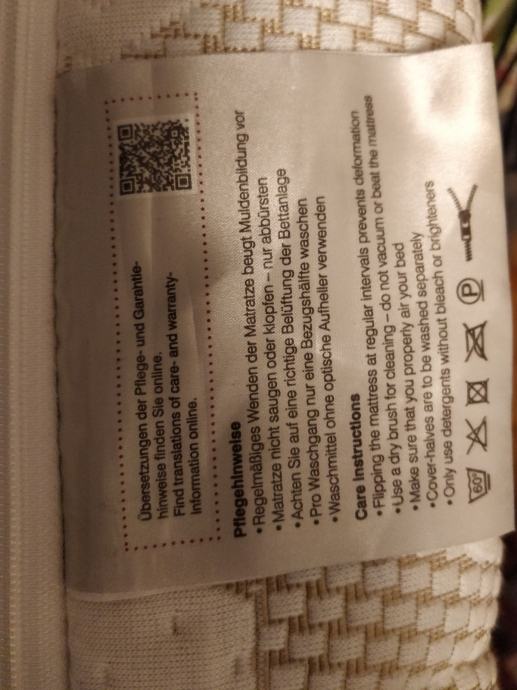 Übersetzungen der Pflege- und Garantie-
hinweise finden Sie online.
Find translations of care- and warranty-
information online.
Pflegehinweise
• Regelmäßiges Wenden der Matratze beugt Muldenbildung vor
• Matratze nicht saugen oder klopfen – nur abbürsten
• Achten Sie auf eine richtige Belüftung der Bettanlage
• Pro Waschgang nur eine Bezugshälfte waschen
• Waschmittel ohne optische Aufheller verwenden
Care Instructions
• Flipping the mattress at regular intervals prevents deformation
• Use a dry brush for cleaning – do not vacuum or beat the mattress
• Make sure that you properly air your bed
• Cover-halves are to be washed separately
• Only use detergents without bleach or brighteners
60° P